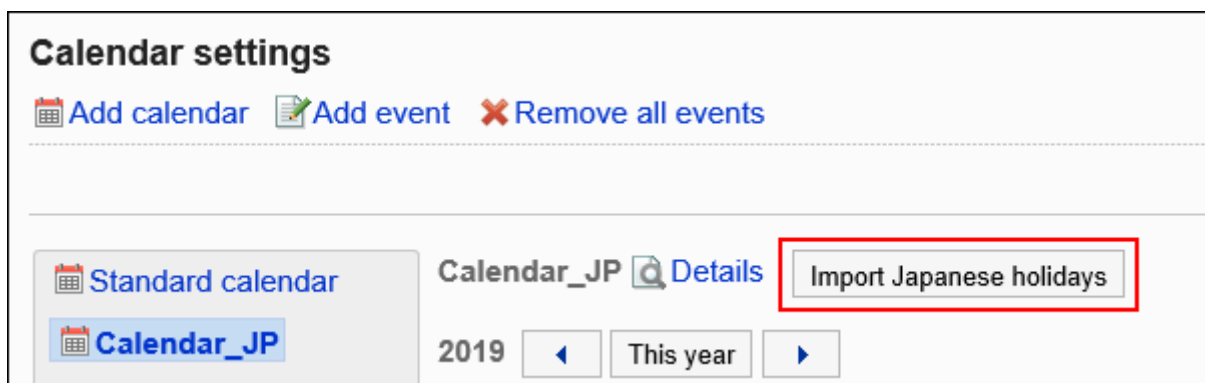 Calendar settings
Add calendar Add event Remove all events
Standard calendar
Calendar_JP
Calendar_JP Details Import Japanese holidays
2019 This year